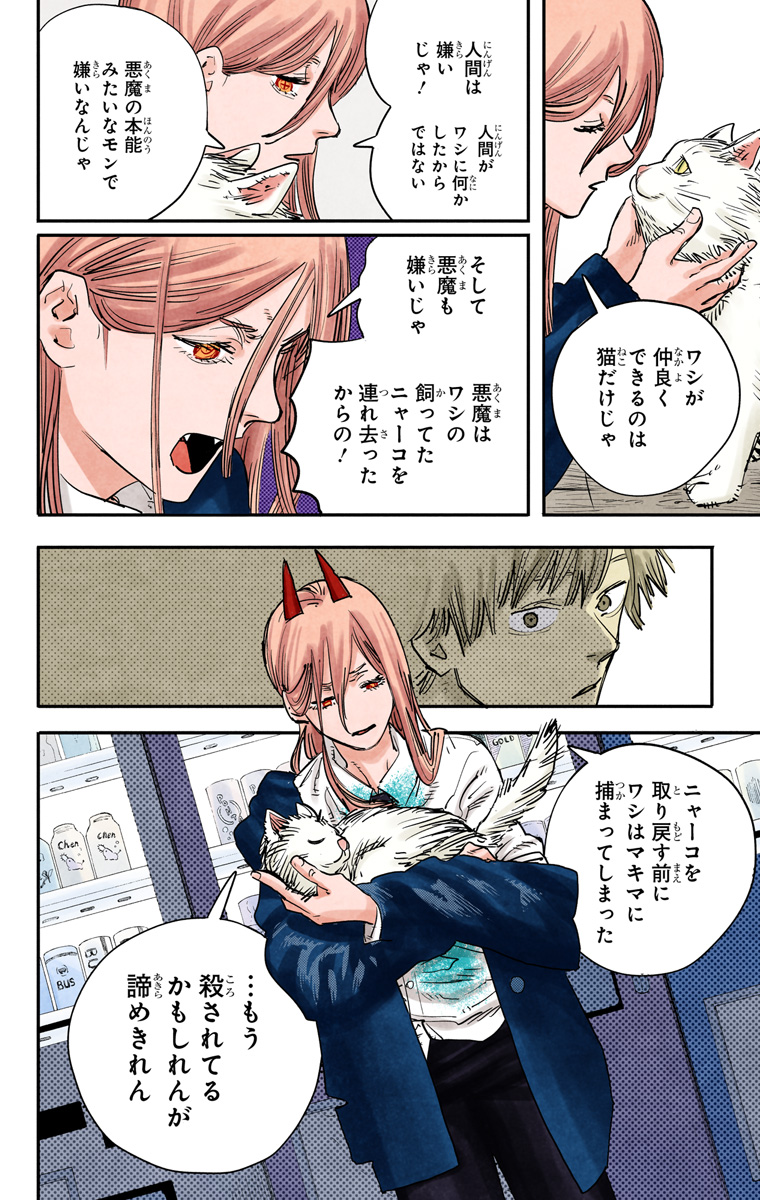 ワシが
仲良く
できるのは
猫だけじゃ
人間は
嫌い
じゃ!
人間が
ワシに何か
したから
ではない
悪魔の本能
みたいなモンで
嫌いなんじゃ
そして
悪魔も
嫌いじゃ
悪魔は
ワシの
飼ってた
ニャーコを
連れ去った
からの!
ニャーコを
取り戻す前に
ワシはマキマに
捕まってしまった
…もう
殺されてる
かもしれんが
諦めきれん
GOLD
Chen
Chen
BUS